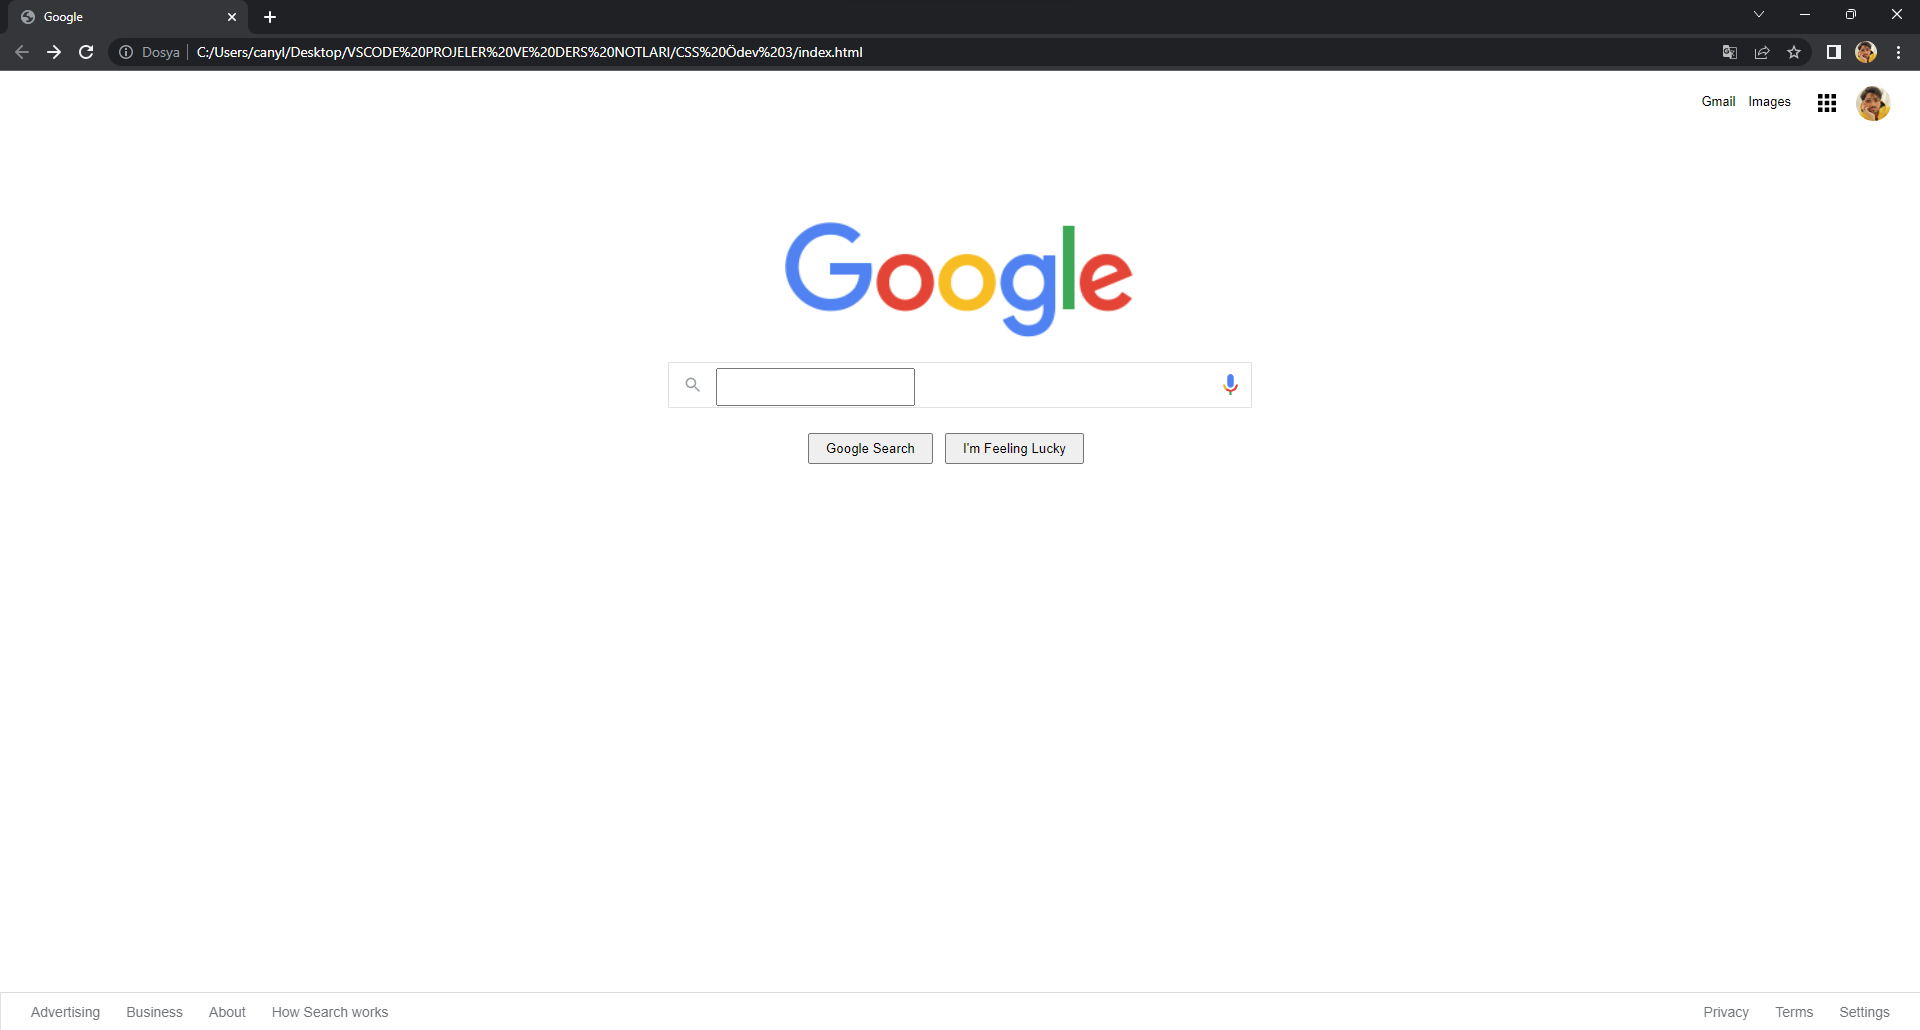 Google
Dosya C:/Users/canyl/Desktop/VSCODE%20PROJELER%20VE%20DERS%20NOTLARI/CSS%20Ödev%203/index.html
Gmail Images
Google
Google Search I'm Feeling Lucky
Advertising Business About How Search works Privacy Terms Settings